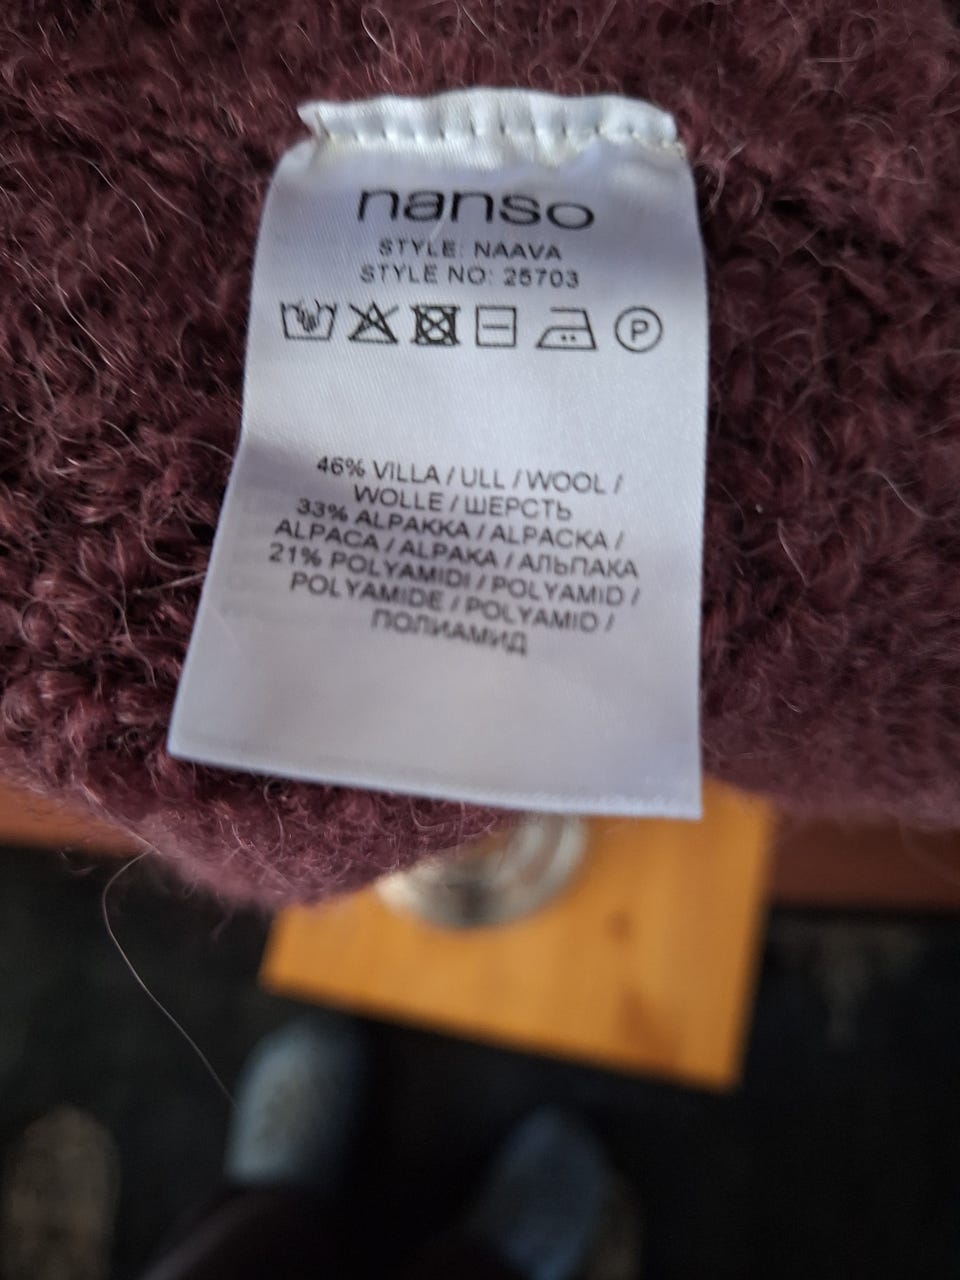 nanso
STYLE: NAAVA
STYLE NO: 25703
P
46% VILLA / ULL / WOOL /
WOLLE / ШЕРСТЬ
33% ALPAKKA / ALPACKA /
ALPACA / ALPAKA / АЛЬПАКА
21% POLYAMIDI / POLYAMID /
POLYAMIDE / POLYAMID /
ПОЛИАМИД